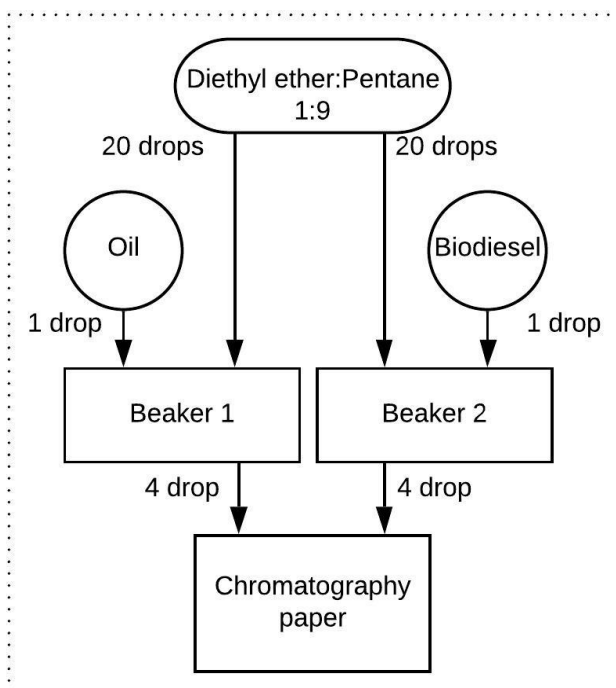 Diethyl ether:Pentane
1:9
20 drops
20 drops
Oil
Biodiesel
1 drop
1 drop
Beaker 1
Beaker 2
4 drop
4 drop
Chromatography
paper